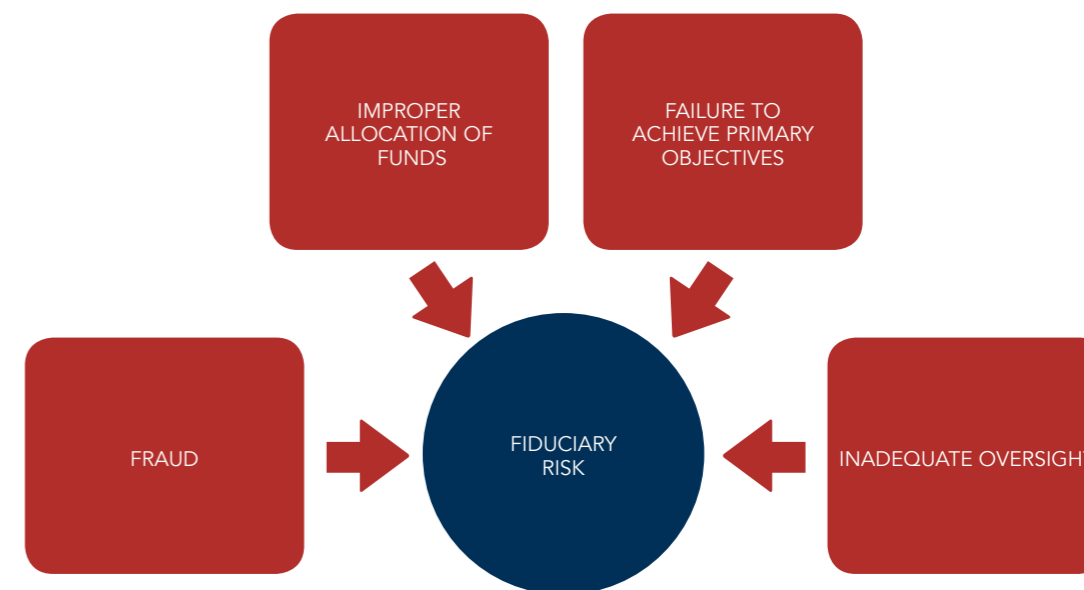 IMPROPER
ALLOCATION OF
FUNDS
FAILURE TO
ACHIEVE PRIMARY
OBJECTIVES
FRAUD
FIDUCIARY
RISK
INADEQUATE OVERSIGHT